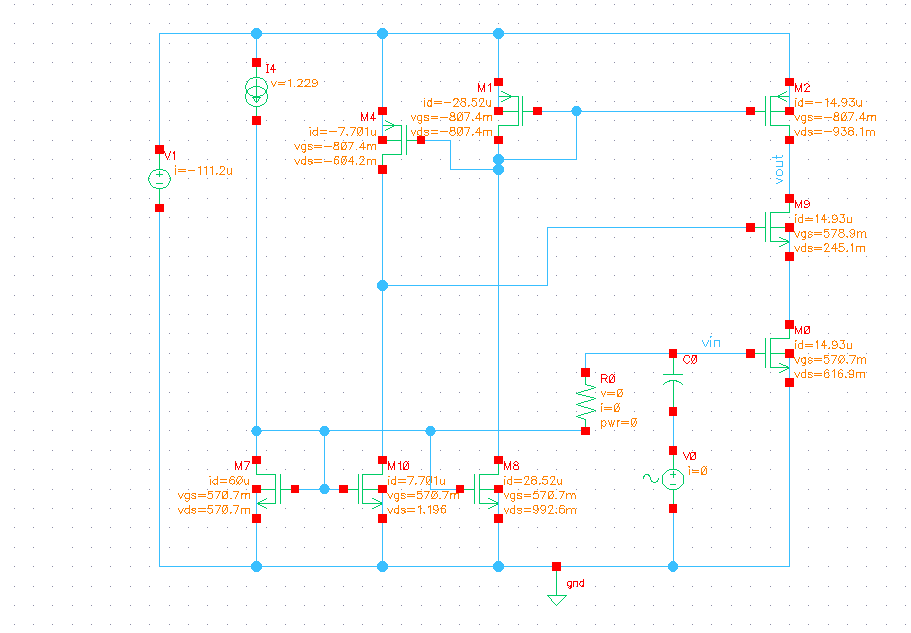 I4
v=1.229
M1
id=-28.52u
vgs=-807.4m
vds=-807.4m
M2
id=-14.93u
vgs=-807.4m
vds=-938.1m
M4
id=-7.701u
vgs=-807.4m
vds=-604.2m
V1
i=-111.2u
vout
M9
id=14.93u
vgs=578.9m
vds=245.1m
vin
M0
id=14.93u
vgs=570.7m
vds=616.9m
C0
R0
v=0
i=0
pwr=0
V0
i=0
M7
id=60u
vgs=570.7m
vds=570.7m
M10
id=7.701u
vgs=570.7m
vds=1.196
M8
id=28.52u
vgs=570.7m
vds=992.6m
gnd